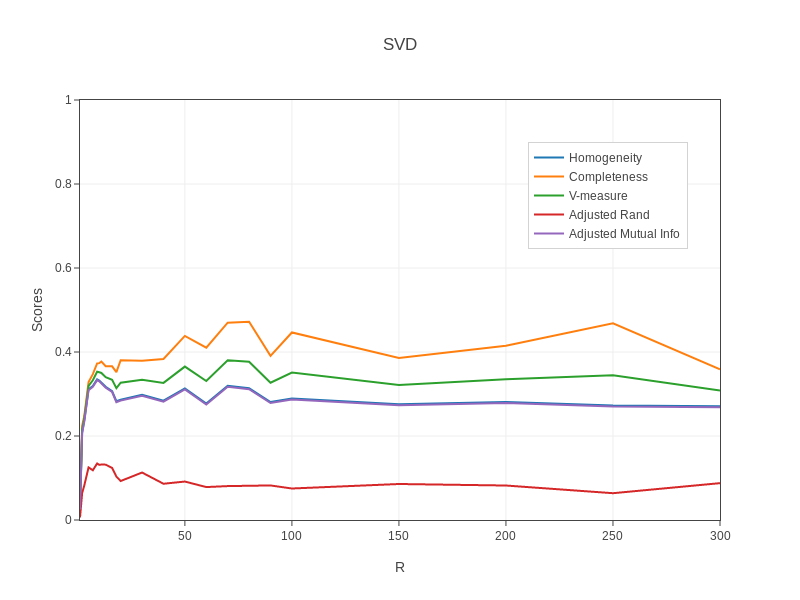 SVD
1
0.8
0.6
0.4
0.2
0
Scores
50
100
150
200
250
300
R
Homogeneity
Completeness
V-measure
Adjusted Rand
Adjusted Mutual Info